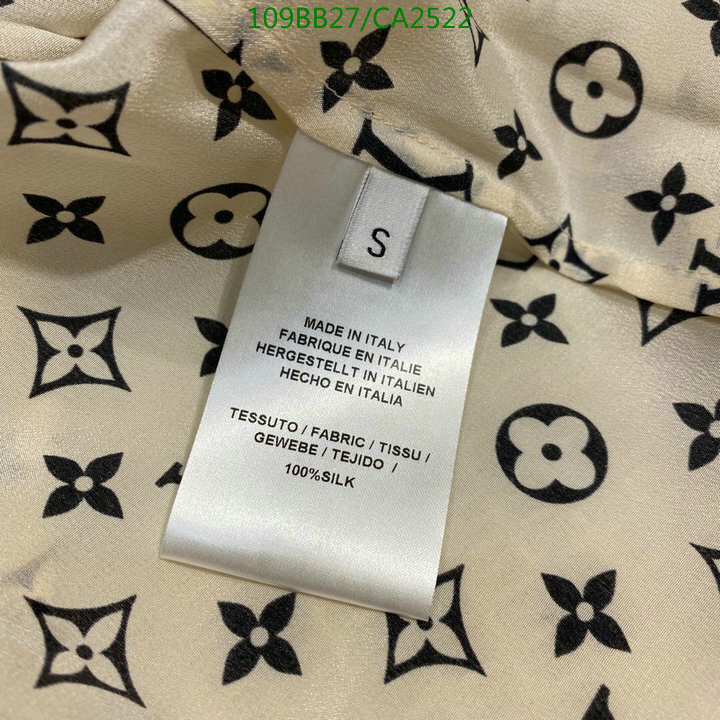 109BB27/CA2522
S
MADE IN ITALY
FABRIQUE EN ITALIE
HERGESTELLT IN ITALIEN
HECHO EN ITALIA
TESSUTO / FABRIC / TISSU /
GEWEBE / TEJIDO /
100%SILK